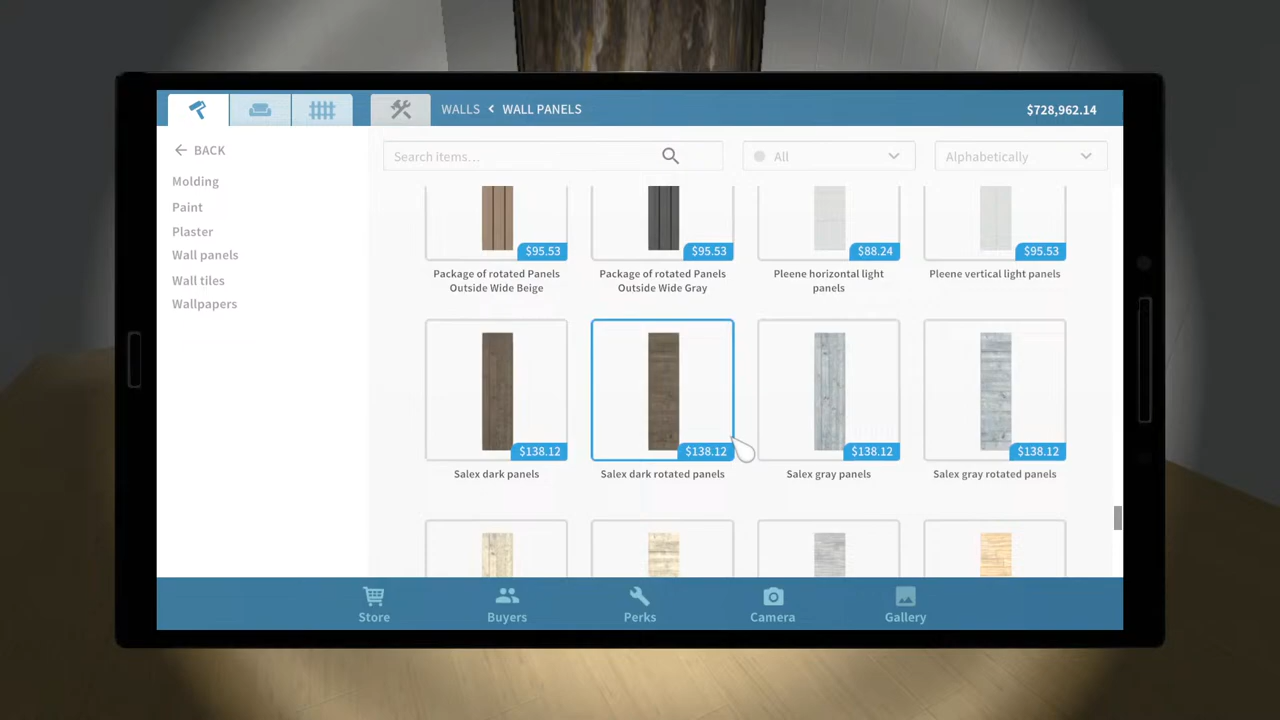 WALLS < WALL PANELS
$728,962.14
BACK
Molding
Paint
Plaster
Wall panels
Wall tiles
Wallpapers
Search items...
All
Alphabetically
$95.53
$95.53
$88.24
$95.53
Package of rotated Panels
Outside Wide Beige
Package of rotated Panels
Outside Wide Gray
Pleene horizontal light
panels
Pleene vertical light panels
$138.12
$138.12
$138.12
$138.12
Salex dark panels
Salex dark rotated panels
Salex gray panels
Salex gray rotated panels
Store
Buyers
Perks
Camera
Gallery